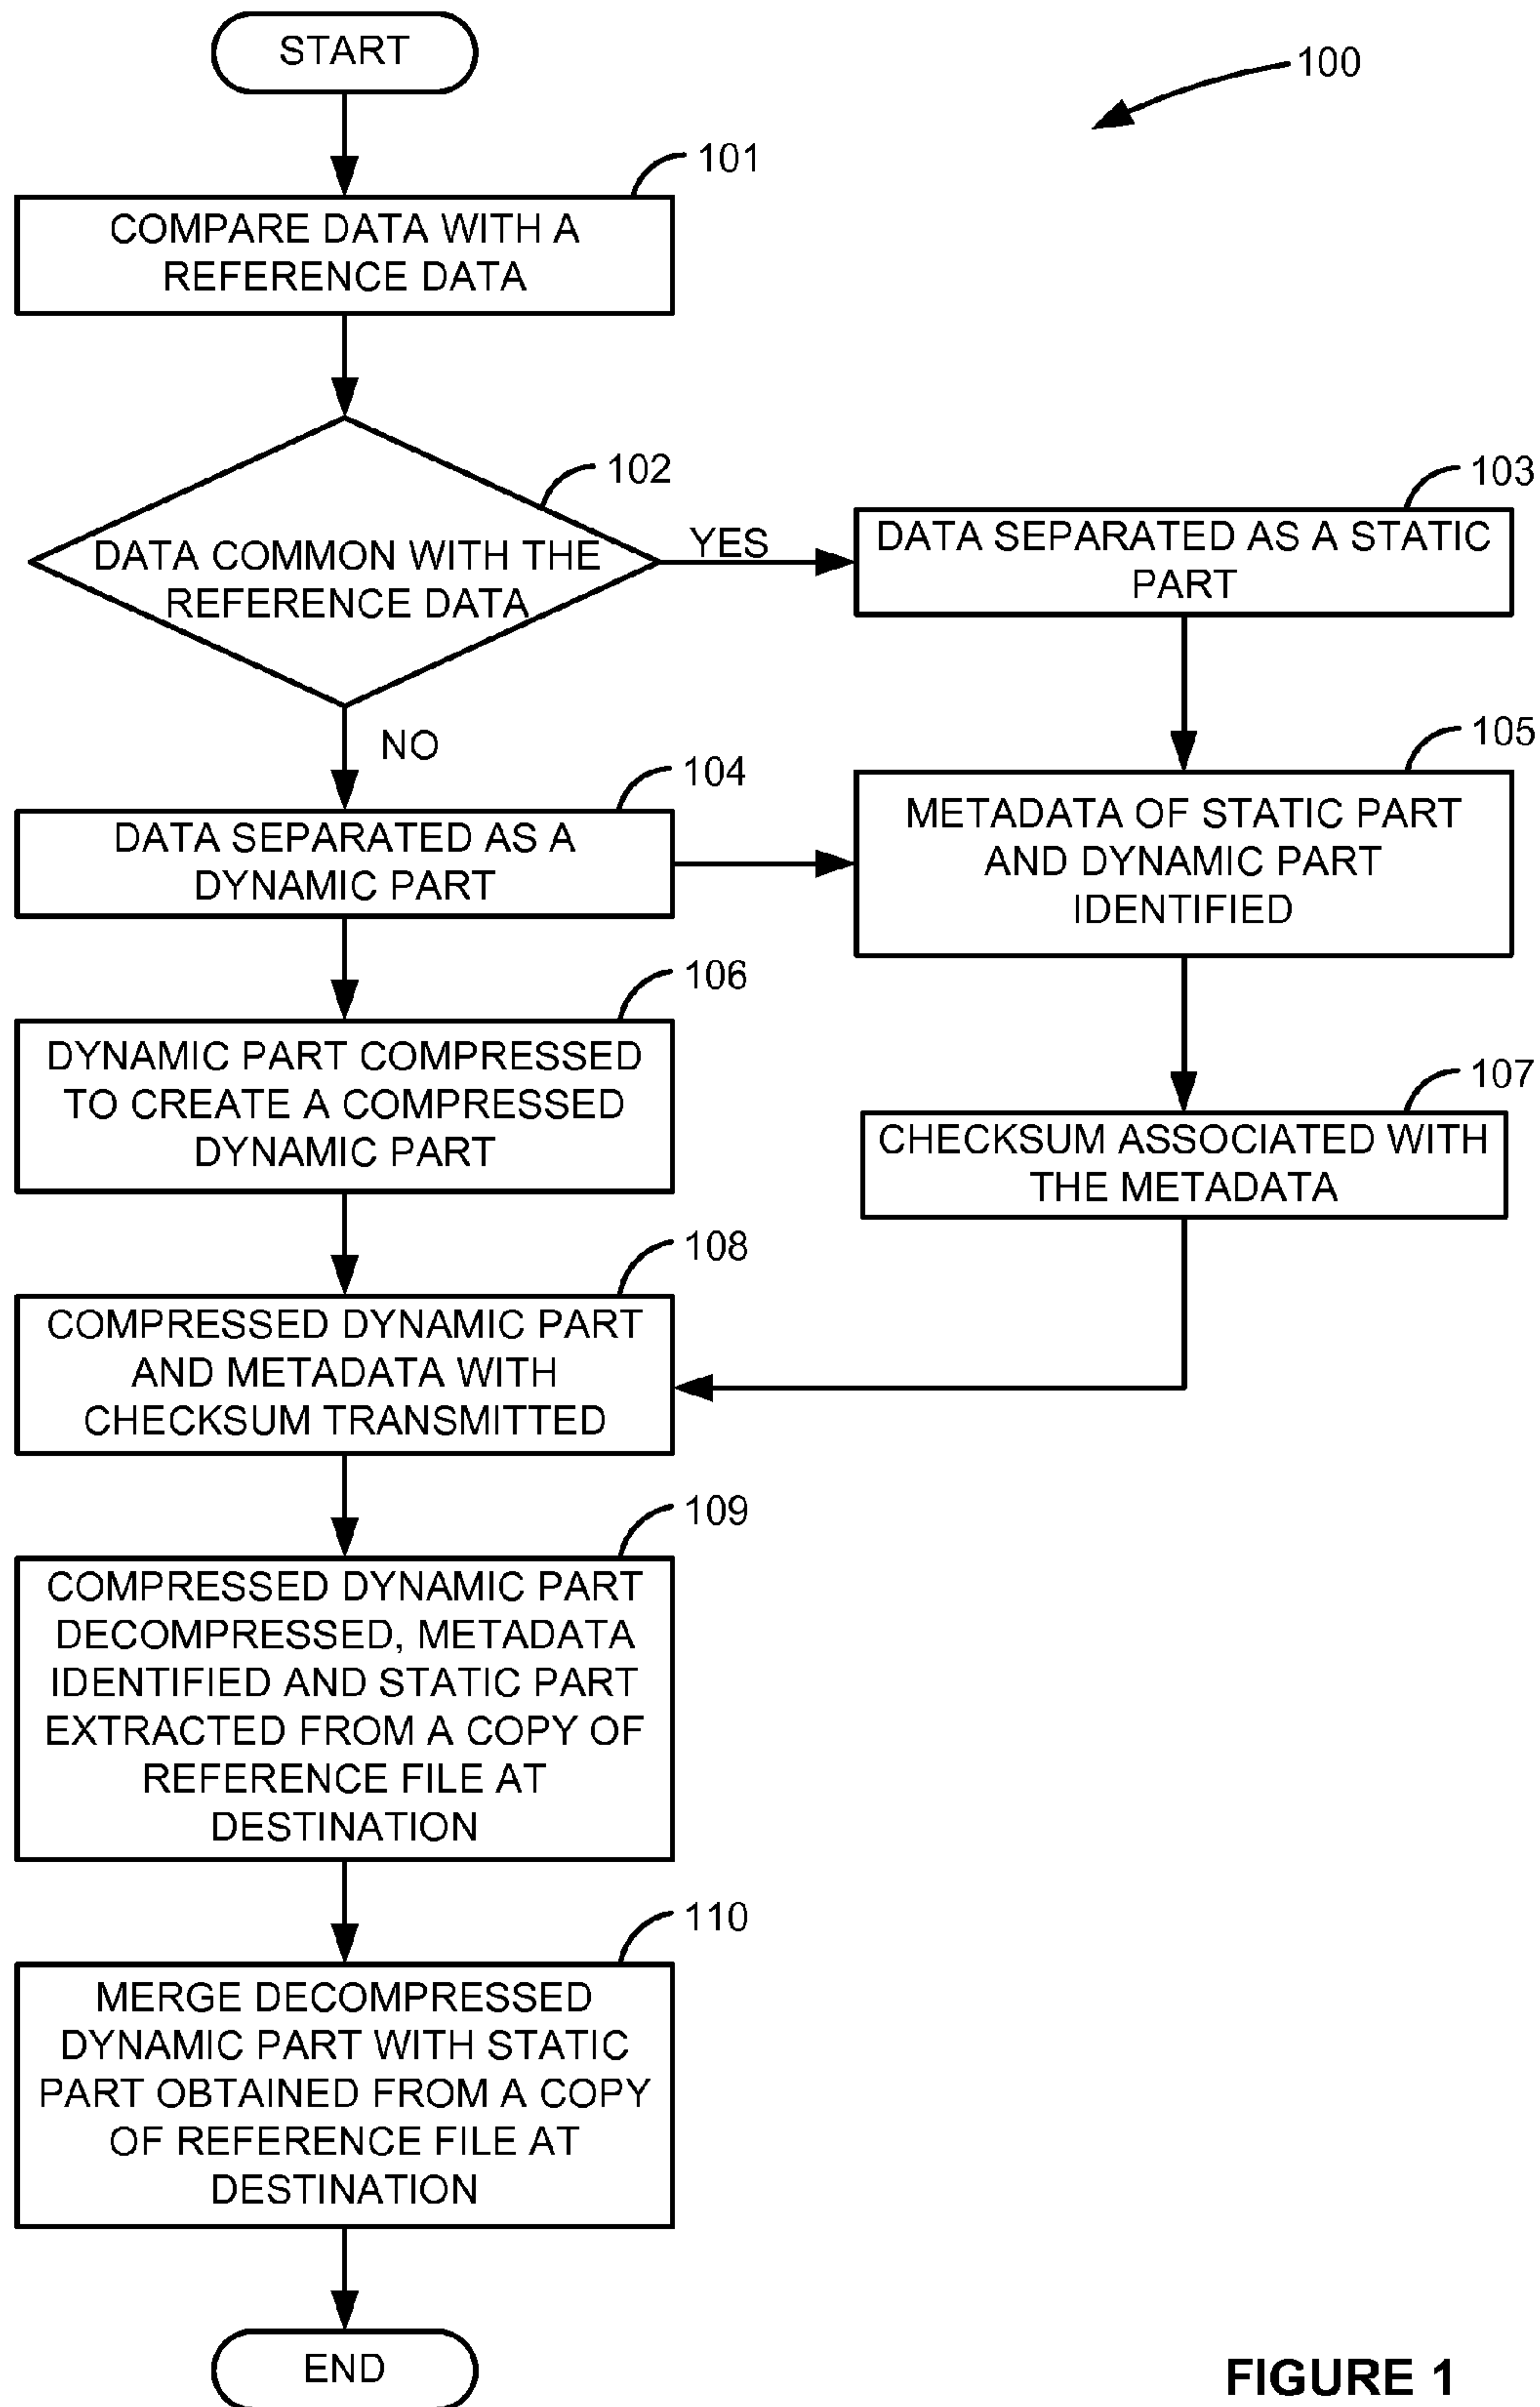 START
100
101
COMPARE DATA WITH A
REFERENCE DATA
102
DATA COMMON WITH THE
REFERENCE DATA
YES
103
DATA SEPARATED AS A STATIC
PART
NO
104
DATA SEPARATED AS A
DYNAMIC PART
105
METADATA OF STATIC PART
AND DYNAMIC PART
IDENTIFIED
106
DYNAMIC PART COMPRESSED
TO CREATE A COMPRESSED
DYNAMIC PART
107
CHECKSUM ASSOCIATED WITH
THE METADATA
108
COMPRESSED DYNAMIC PART
AND METADATA WITH
CHECKSUM TRANSMITTED
109
COMPRESSED DYNAMIC PART
DECOMPRESSED, METADATA
IDENTIFIED AND STATIC PART
EXTRACTED FROM A COPY OF
REFERENCE FILE AT
DESTINATION
110
MERGE DECOMPRESSED
DYNAMIC PART WITH STATIC
PART OBTAINED FROM A COPY
OF REFERENCE FILE AT
DESTINATION
END
FIGURE 1